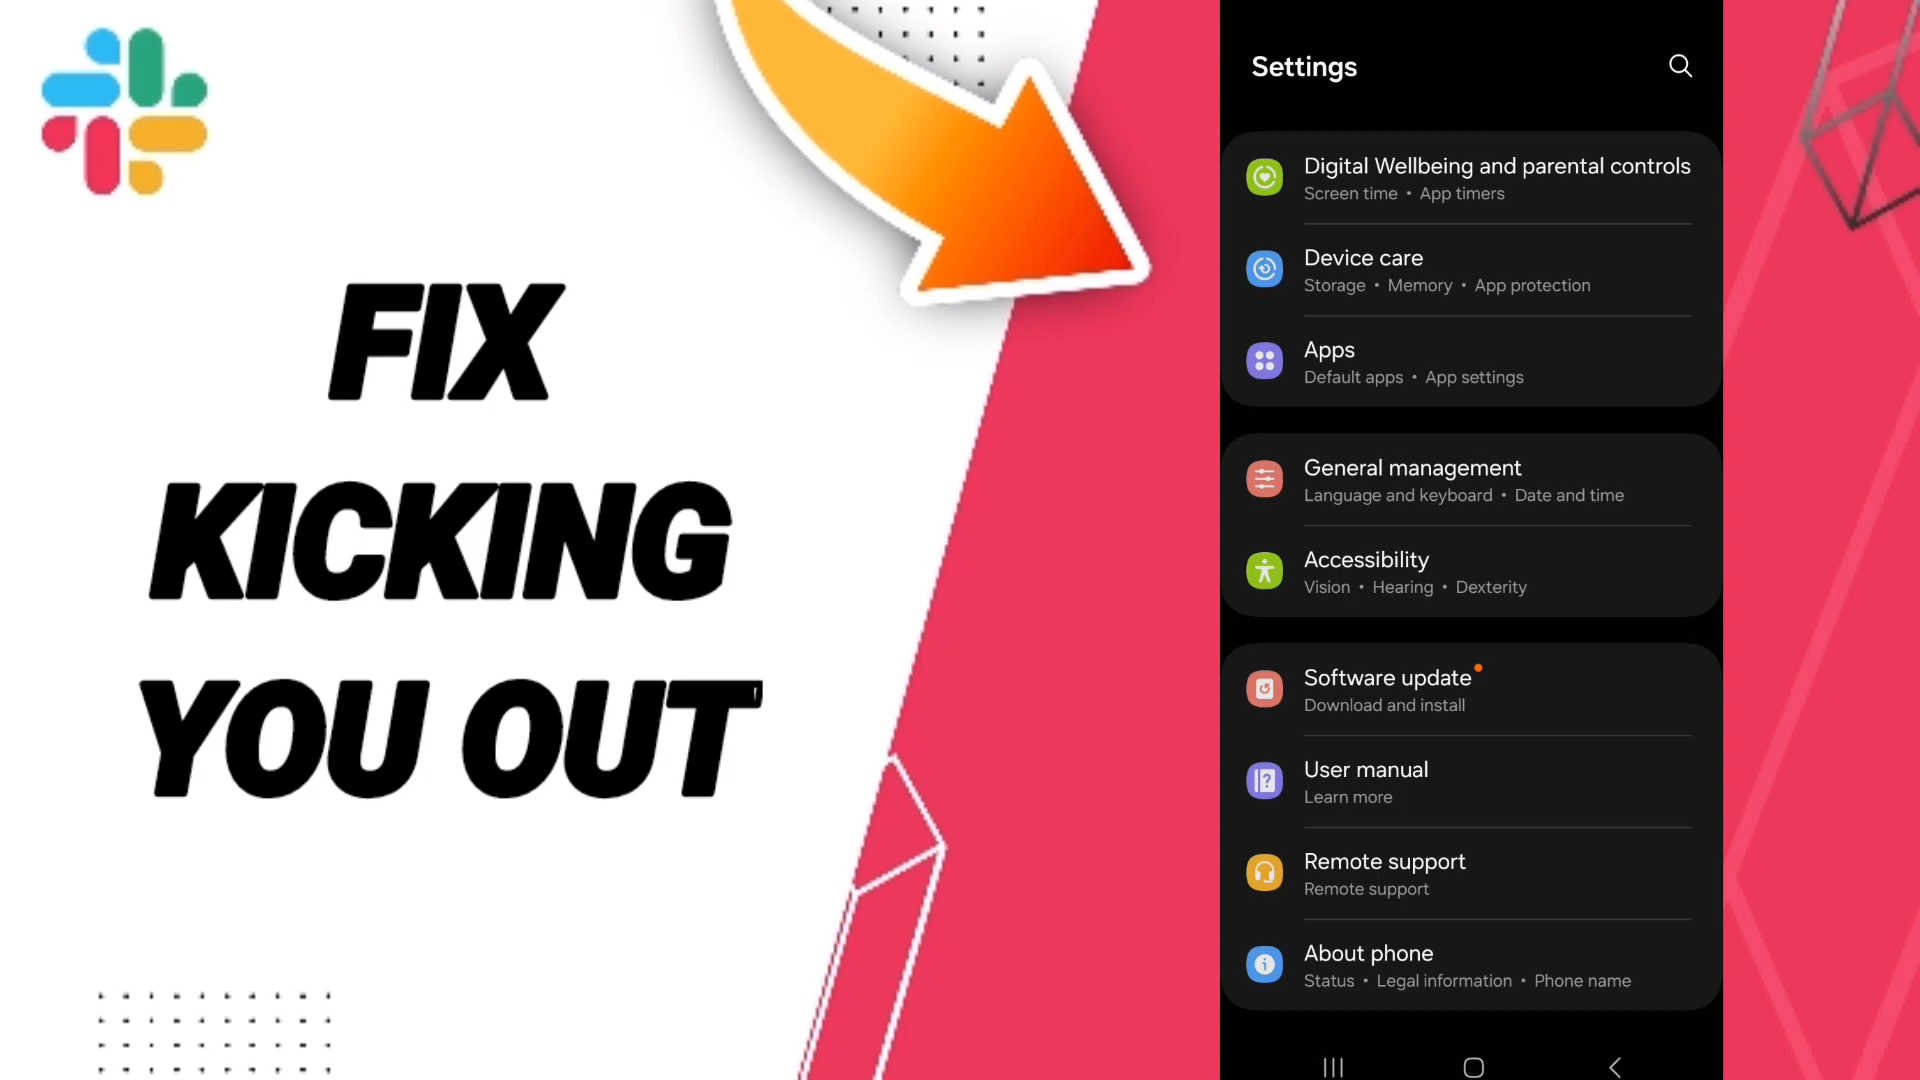 FIX
KICKING
YOU OUT
Settings
Digital Wellbeing and parental controls
Screen time • App timers
Device care
Storage • Memory • App protection
Apps
Default apps • App settings
General management
Language and keyboard • Date and time
Accessibility
Vision • Hearing • Dexterity
Software update
Download and install
User manual
Learn more
Remote support
Remote support
About phone
Status • Legal information • Phone name